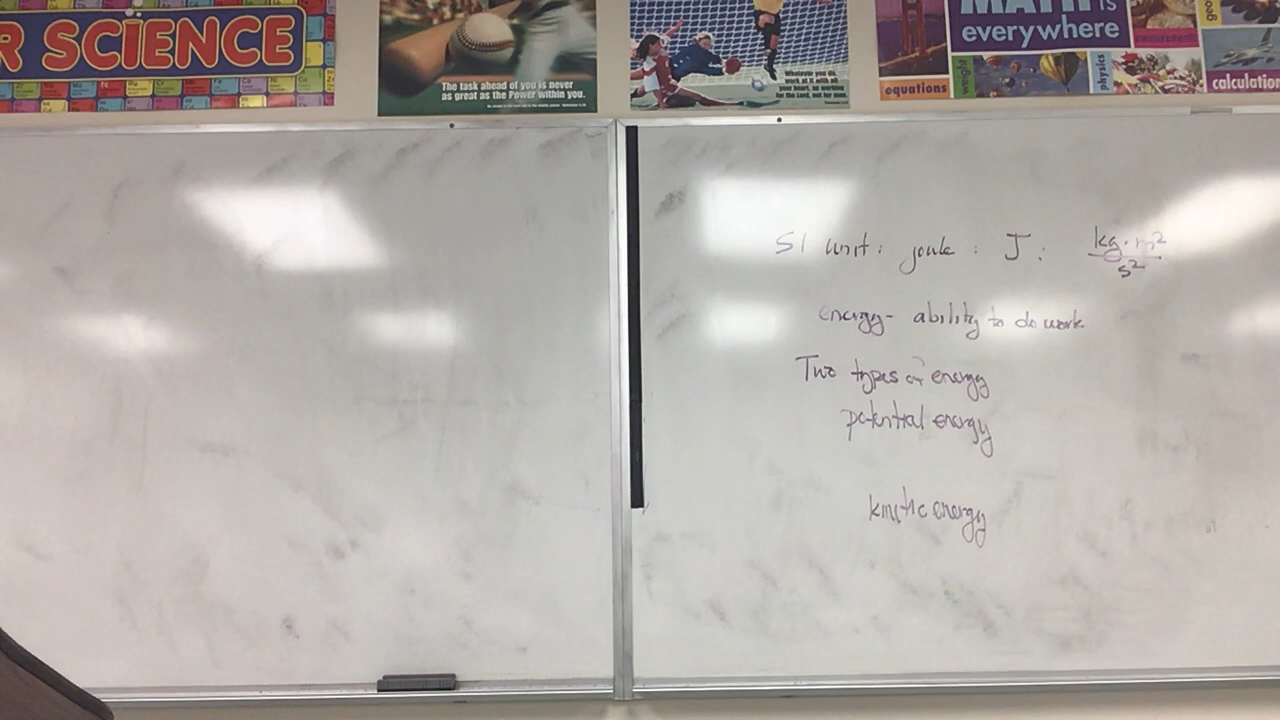 R SCIENCE
The task ahead of you is never
as great as the Power within you.
Whatever you do,
work at it with all
your heart, as working
for the Lord, not for men.
MATH IS
everywhere
equations
weight
physics
measurements
geo
calculation
SI unit: joule : J: kg·m²/s²
energy- ability to do work
Two types of energy
potential energy
kinetic energy